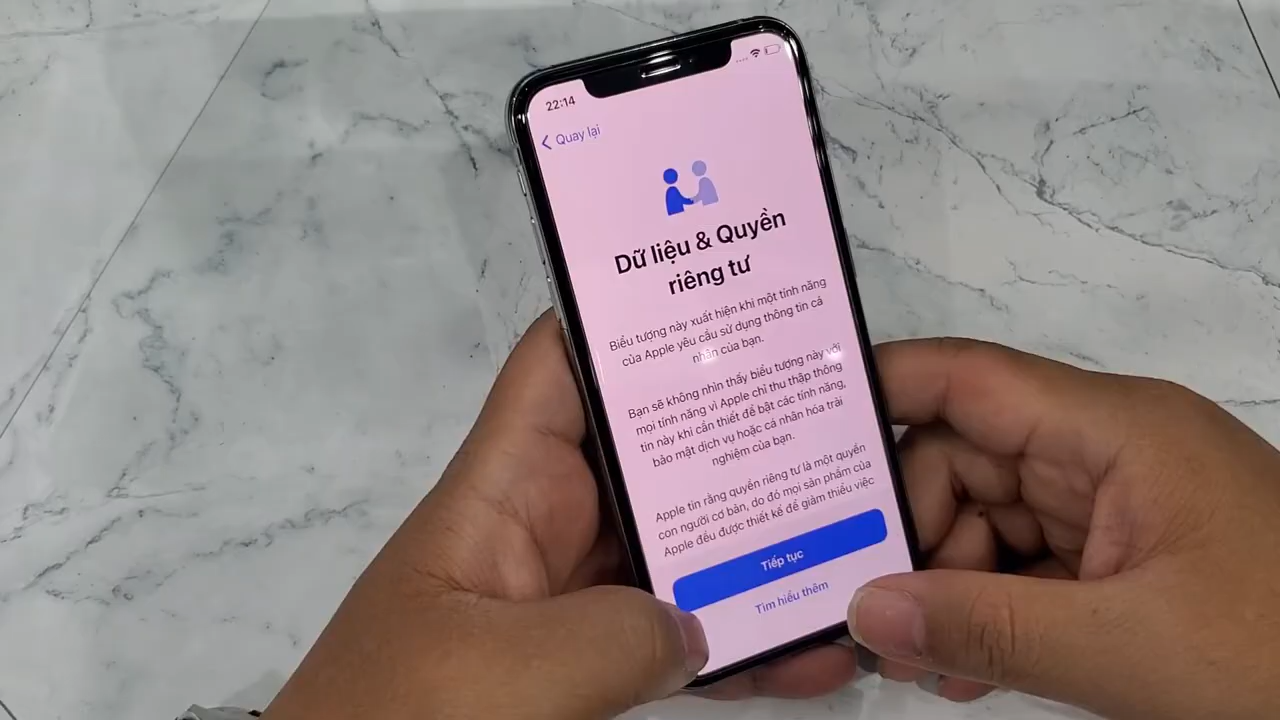 22:14
Quay lại
Dữ liệu & Quyền
riêng tư
Biểu tượng này xuất hiện khi một tính năng
của Apple yêu cầu sử dụng thông tin cá
nhân của bạn.
Bạn sẽ không nhìn thấy biểu tượng này với
mọi tính năng vì Apple chỉ thu thập thông
tin này khi cần thiết để bật các tính năng,
bảo mật dịch vụ hoặc cá nhân hóa trải
nghiệm của bạn.
Apple tin rằng quyền riêng tư là một quyền
con người cơ bản, do đó mọi sản phẩm của
Apple đều được thiết kế để giảm thiểu việc
Tiếp tục
Tìm hiểu thêm